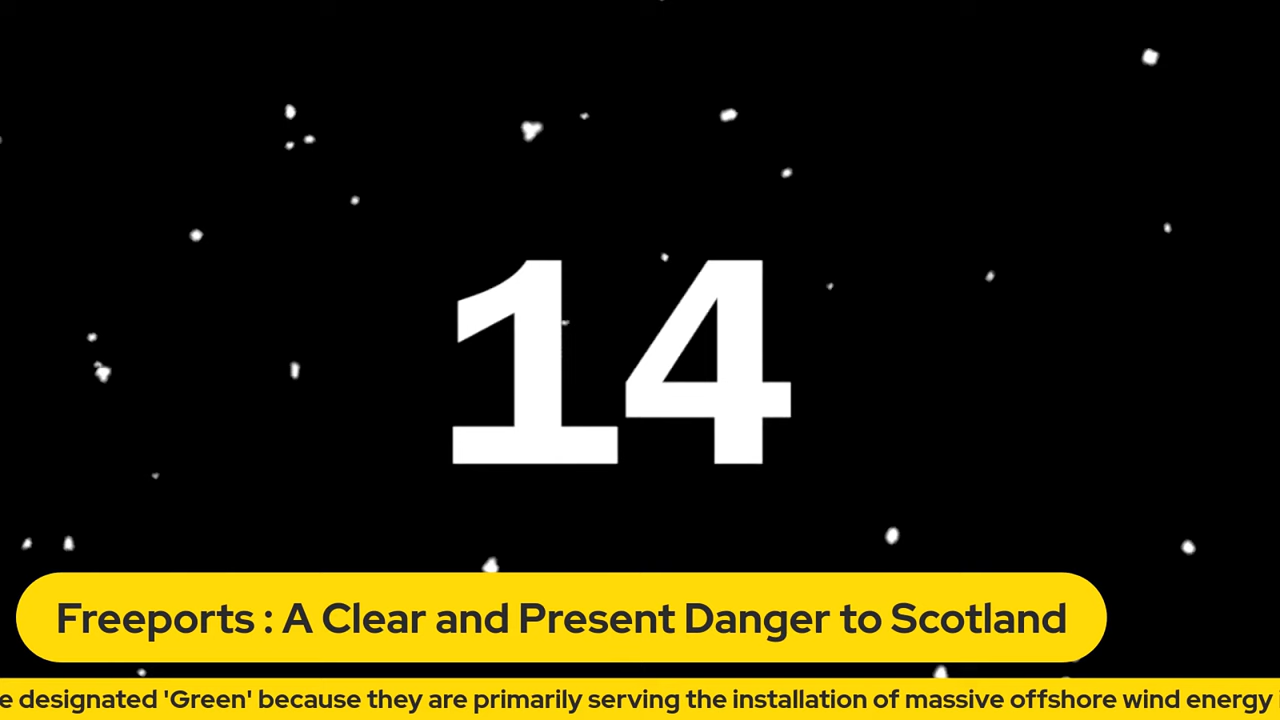 14
Freeports : A Clear and Present Danger to Scotland
e designated 'Green' because they are primarily serving the installation of massive offshore wind energy